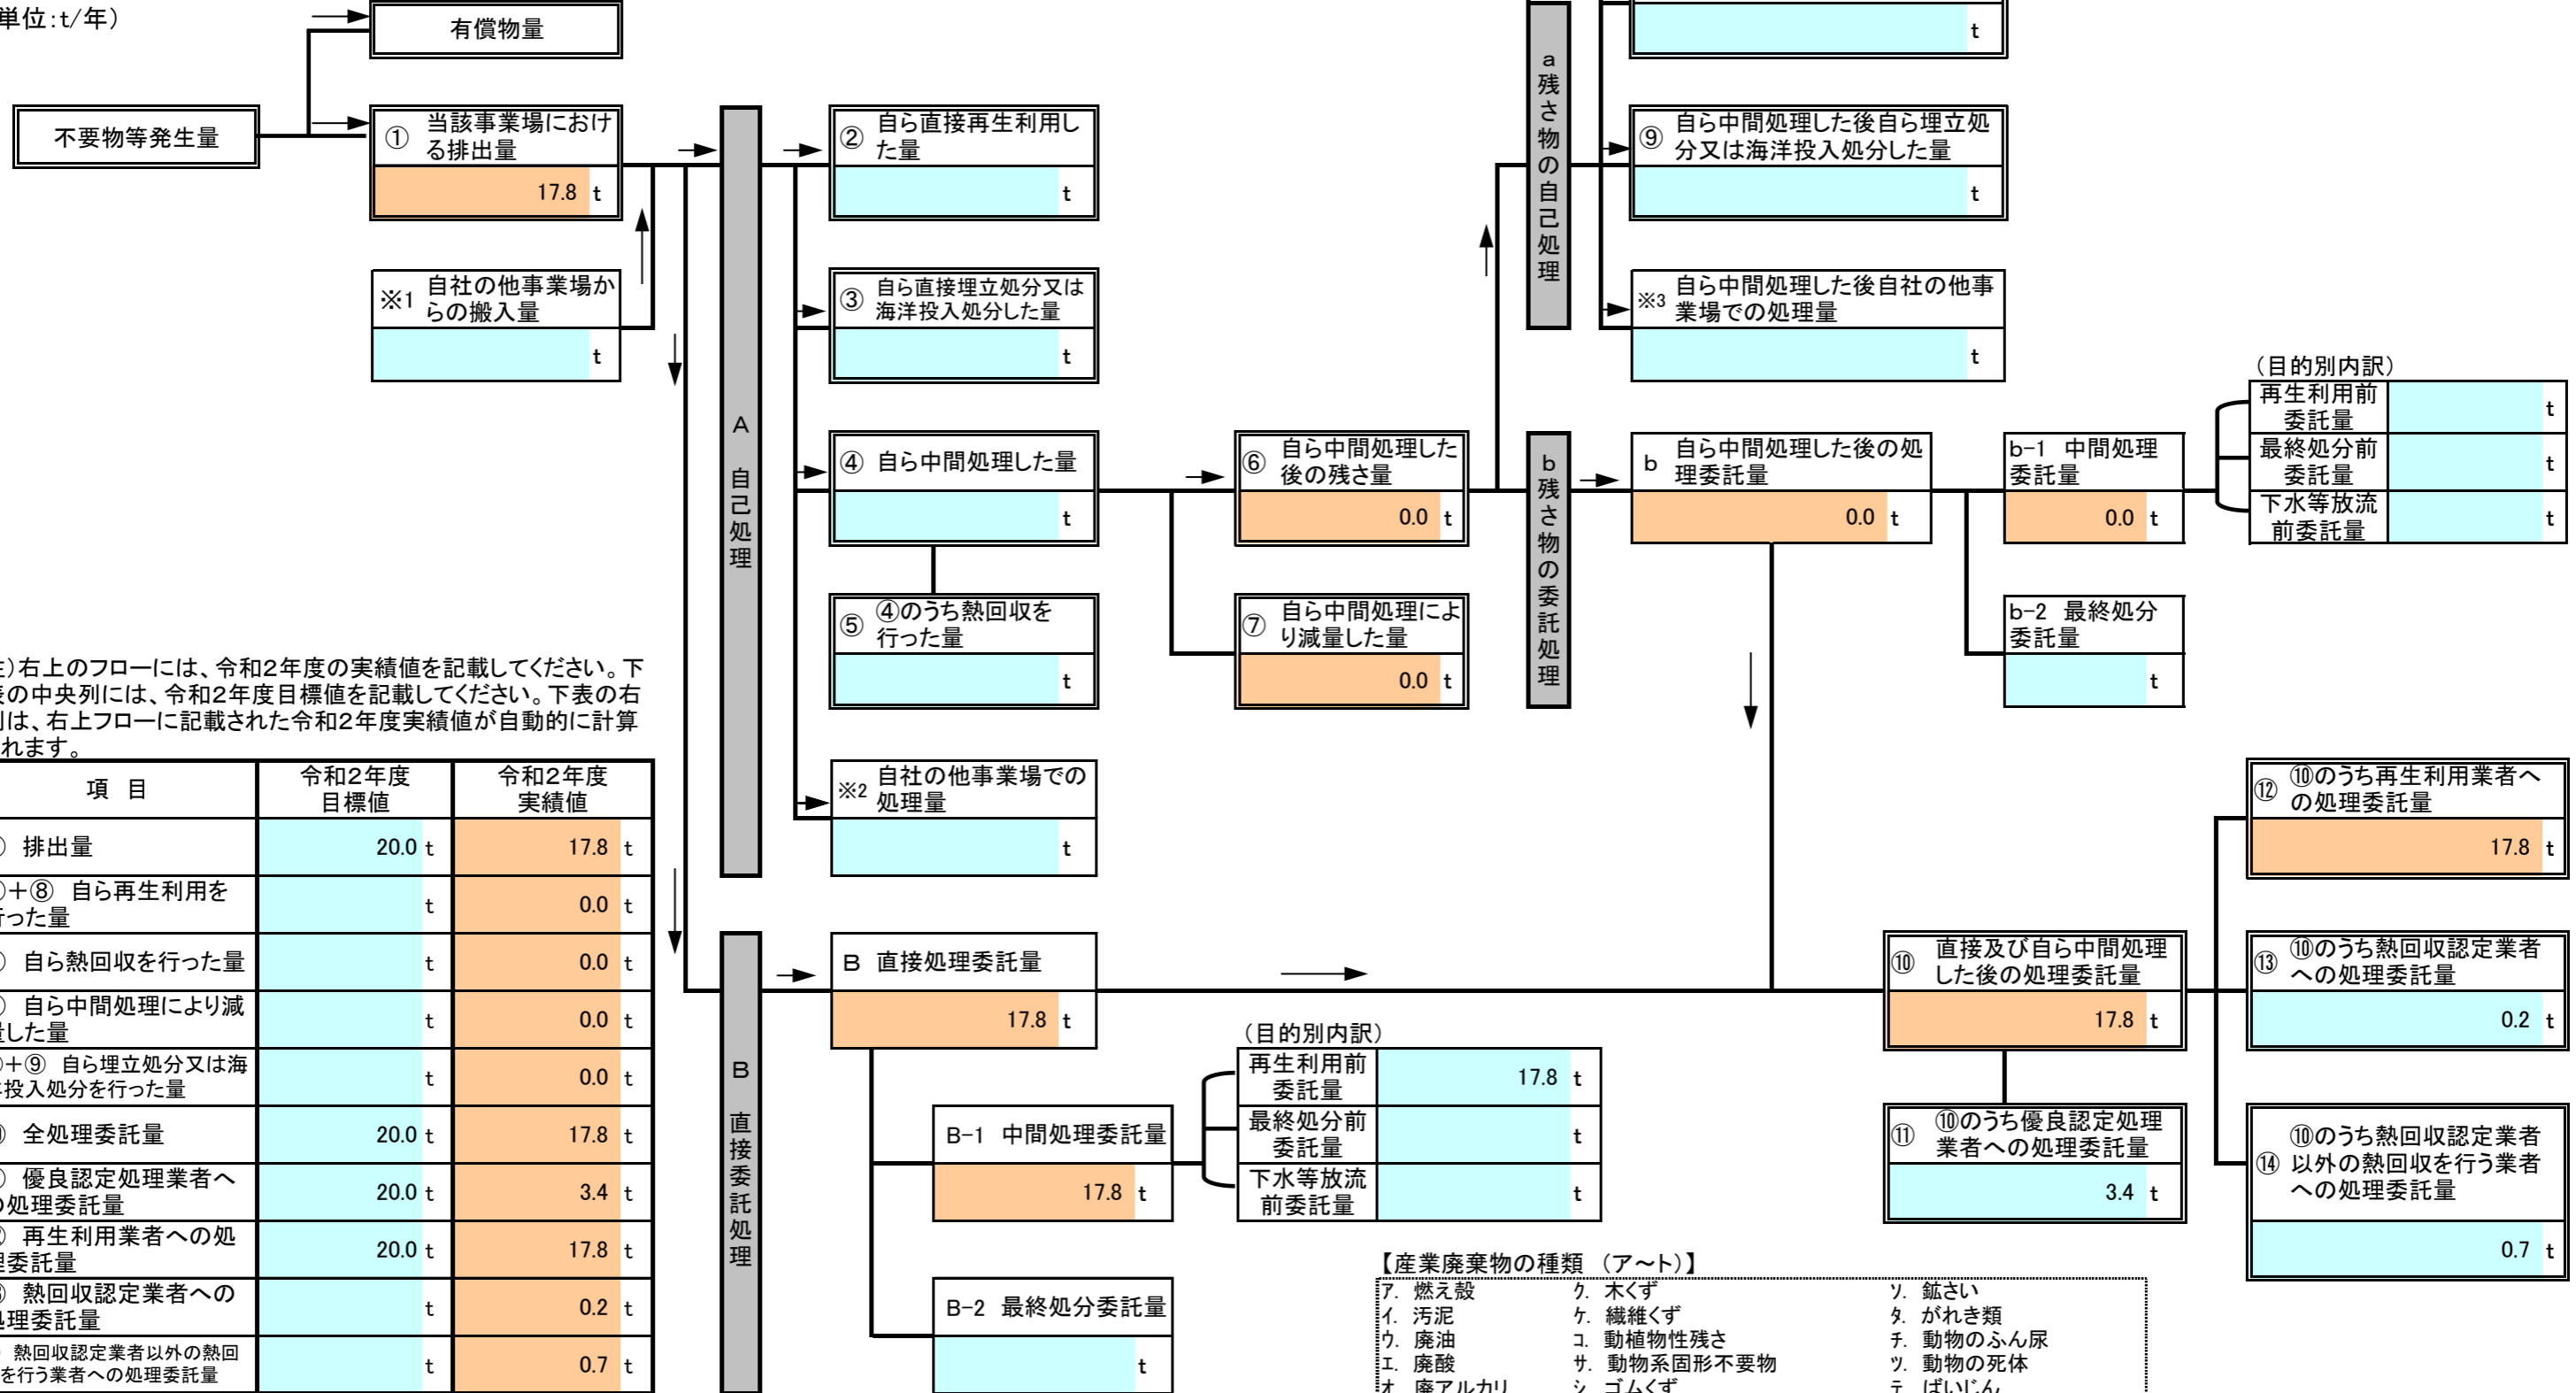 単位：t/年）
有償物量
不要物等発生量
① 当該事業場におけ
る排出量
17.8 t
※1 自社の他事業場か
らの搬入量
t
A 自己処理
② 自ら直接再生利用し
た量
t
③ 自ら直接埋立処分又は
海洋投入処分した量
t
④ 自ら中間処理した量
t
⑤ ④のうち熱回収を
行った量
t
※2 自社の他事業場での
処理量
t
⑥ 自ら中間処理した
後の残さ量
0.0 t
⑦ 自ら中間処理によ
り減量した量
0.0 t
a 残さ物の自己処理
t
⑨ 自ら中間処理した後自ら埋立処
分又は海洋投入処分した量
t
※3 自ら中間処理した後自社の他事
業場での処理量
t
b 残さ物の委託処理
b 自ら中間処理した後の処
理委託量
0.0 t
b-1 中間処理
委託量
0.0 t
b-2 最終処分
委託量
t
（目的別内訳）
再生利用前
委託量
t
最終処分前
委託量
t
下水等放流
前委託量
t
）右上のフローには、令和2年度の実績値を記載してください。下
表の中央列には、令和2年度目標値を記載してください。下表の右
列は、右上フローに記載された令和2年度実績値が自動的に計算
れます。
項 目 令和2年度
目標値 令和2年度
実績値
排出量 20.0 t 17.8 t
＋⑧ 自ら再生利用を
行った量 t 0.0 t
自ら熱回収を行った量 t 0.0 t
自ら中間処理により減
量した量 t 0.0 t
＋⑨ 自ら埋立処分又は海
洋投入処分を行った量 t 0.0 t
全処理委託量 20.0 t 17.8 t
優良認定処理業者へ
の処理委託量 20.0 t 3.4 t
再生利用業者への処
理委託量 20.0 t 17.8 t
熱回収認定業者への
処理委託量 t 0.2 t
熱回収認定業者以外の熱回
を行う業者への処理委託量 t 0.7 t
B 直接委託処理
B 直接処理委託量
17.8 t
B-1 中間処理委託量
17.8 t
B-2 最終処分委託量
t
（目的別内訳）
再生利用前
委託量
17.8 t
最終処分前
委託量
t
下水等放流
前委託量
t
⑩ 直接及び自ら中間処理
した後の処理委託量
17.8 t
⑪ ⑩のうち優良認定処理
業者への処理委託量
3.4 t
⑫ ⑩のうち再生利用業者へ
の処理委託量
17.8 t
⑬ ⑩のうち熱回収認定業者
への処理委託量
0.2 t
⑭ ⑩のうち熱回収認定業者
以外の熱回収を行う業者
への処理委託量
0.7 t
【産業廃棄物の種類 （ア～ト）】
ｱ. 燃え殻 ｸ. 木くず ｿ. 鉱さい
ｲ. 汚泥 ｹ. 繊維くず ﾀ. がれき類
ｳ. 廃油 ｺ. 動植物性残さ ﾁ. 動物のふん尿
ｴ. 廃酸 ｻ. 動物系固形不要物 ﾂ. 動物の死体
ｵ. 廃アルカリ ｼ. ゴムくず ﾃ. ばいじん